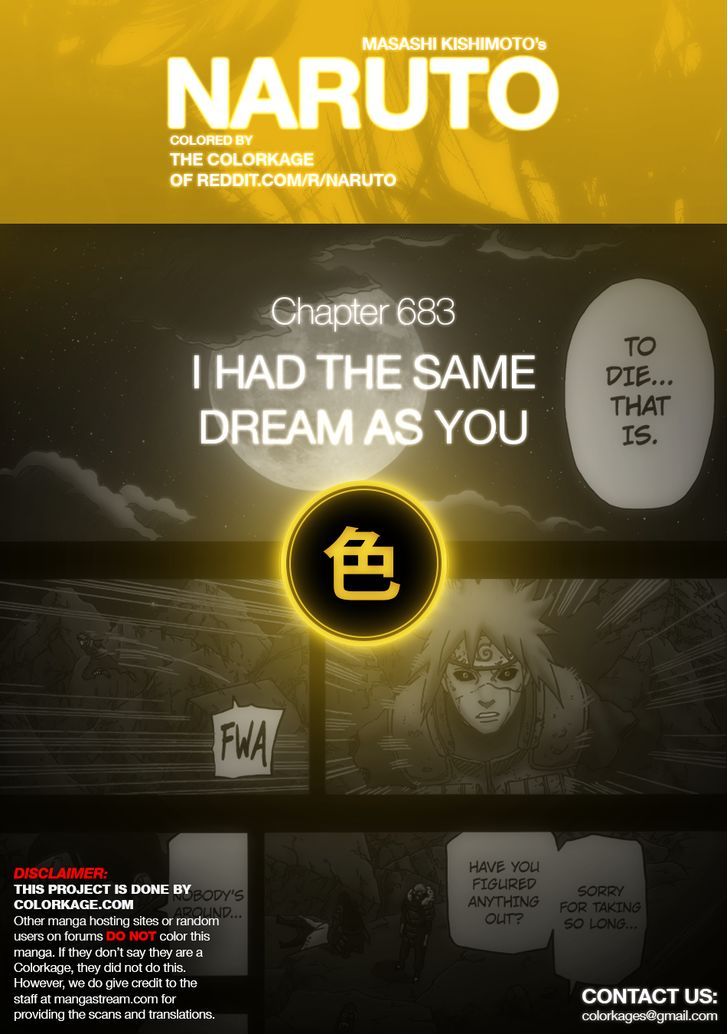 MASASHI KISHIMOTO's
NARUTO
COLORED BY
THE COLORKAGE
OF REDDIT.COM/R/NARUTO
Chapter 683
I HAD THE SAME
DREAM AS YOU
TO
DIE...
THAT
IS.
色
FWA
NOBODY'S
AROUND...
HAVE YOU
FIGURED
ANYTHING
OUT?
SORRY
FOR TAKING
SO LONG...
DISCLAIMER:
THIS PROJECT IS DONE BY
COLORKAGE.COM
Other manga hosting sites or random
users on forums DO NOT color this
manga. If they don't say they are a
Colorkage, they did not do this.
However, we do give credit to the
staff at mangastream.com for
providing the scans and translations.
CONTACT US:
colorkages@gmail.com